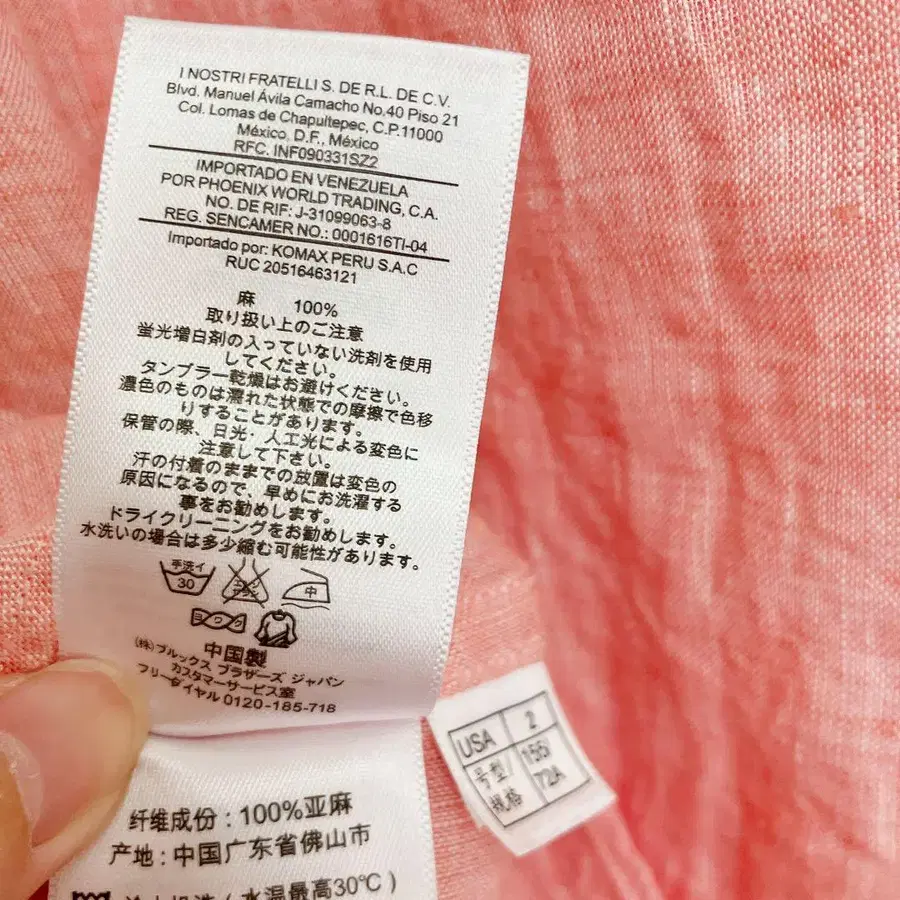 I NOSTRI FRATELLI S. DE R.L. DE C.V.
Blvd. Manuel Ávila Camacho No.40 Piso 21
Col. Lomas de Chapultepec, C.P.11000
México, D.F., México
RFC. INF090331SZ2
IMPORTADO EN VENEZUELA
POR PHOENIX WORLD TRADING, C.A.
NO. DE RIF: J-31099063-8
REG. SENCAMER NO.: 0001616TI-04
Importado por: KOMAX PERU S.A.C
RUC 20516463121
麻 100%
取り扱い上のご注意
蛍光増白剤の入っていない洗剤を使用
してください。
タンブラー乾燥はお避けください。
濃色のものは濡れた状態での摩擦で色移
りすることがあります。
保管の際、日光・人工光による変色に
注意して下さい。
汗の付着のままでの放置は変色の
原因になるので、早めにお洗濯する
事をお勧めします。
ドライクリーニングをお勧めします。
水洗いの場合は多少縮む可能性があります。
手洗イ
30
中
ヨワク
中国製
(株)ブルックス ブラザーズ ジャパン
カスタマーサービス室
フリーダイヤル 0120-185-718
USA 2
号型/ 155/
规格 72A
纤维成份：100%亚麻
产地：中国广东省佛山市
(水温最高30℃)